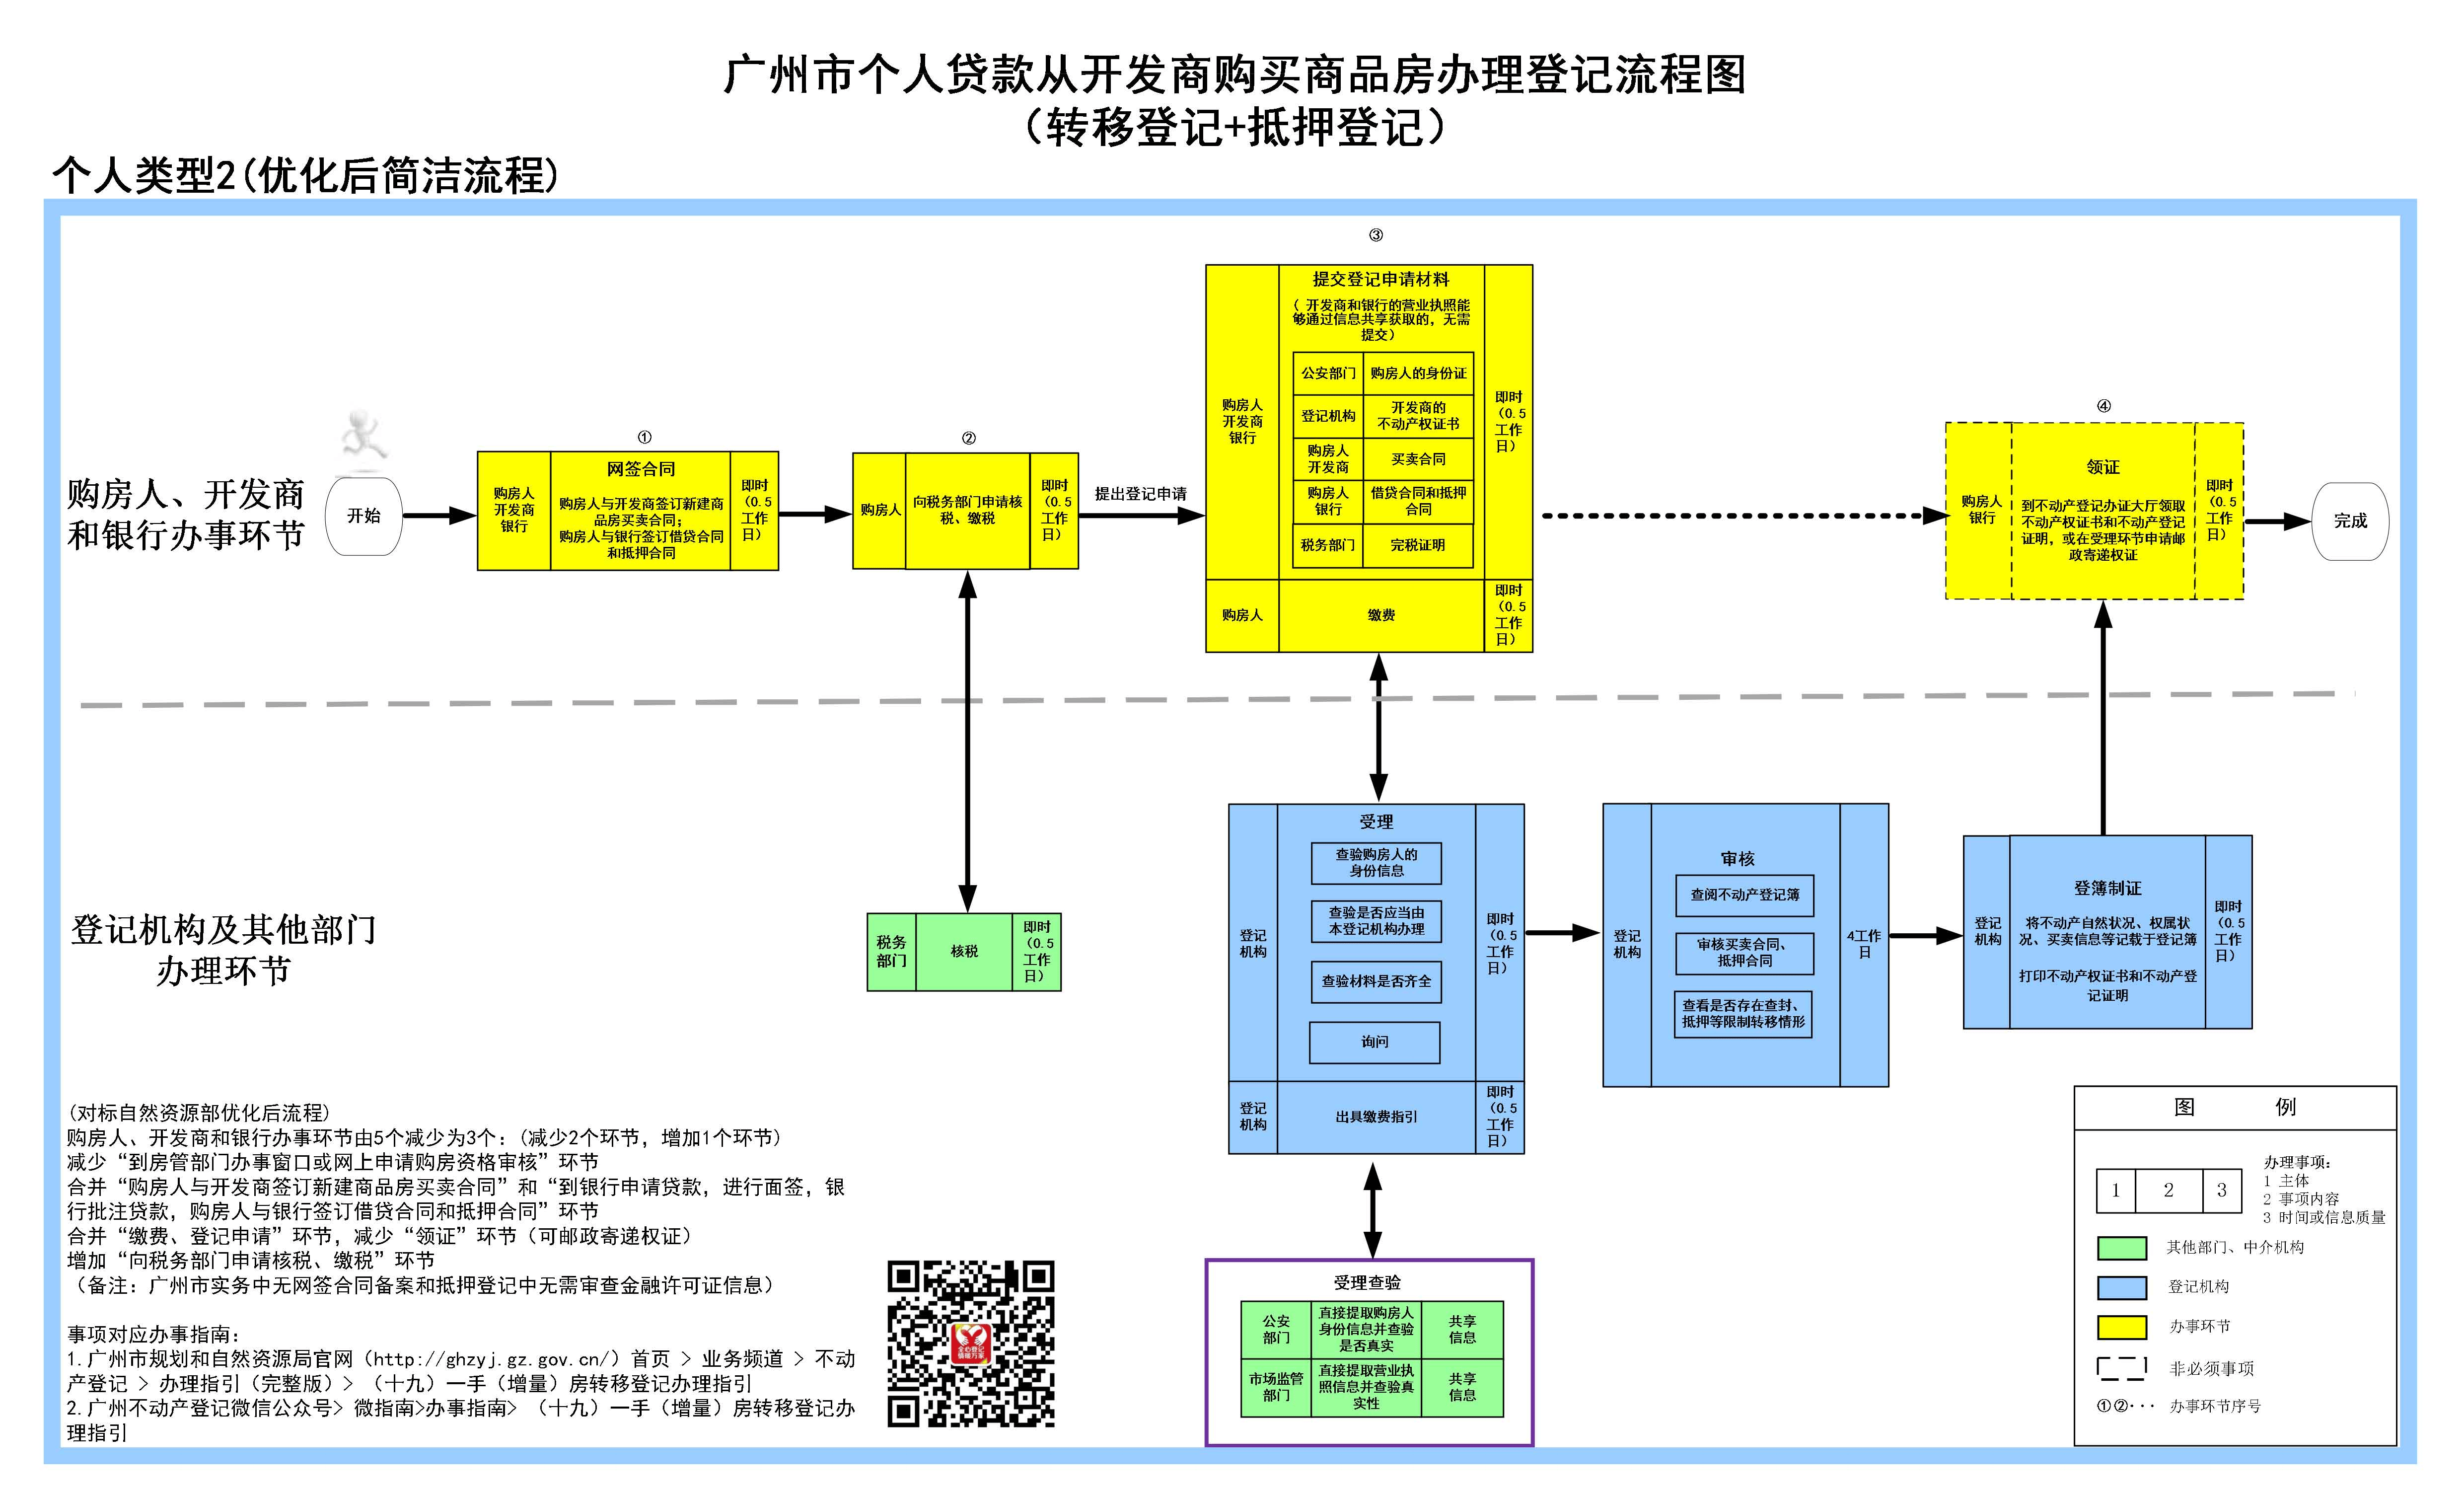 广州市个人贷款从开发商购买商品房办理登记流程图
（转移登记+抵押登记）
个人类型2(优化后简洁流程)
购房人、开发商
和银行办事环节
开始
①
购房人
开发商
银行
网签合同
购房人与开发商签订新建商
品房买卖合同；
购房人与银行签订借贷合同
和抵押合同
即时
（0.5
工作
日）
②
购房人
向税务部门申请核
税、缴税
即时
（0.5
工作
日）
提出登记申请
③
购房人
开发商
银行
提交登记申请材料
（ 开发商和银行的营业执照能
够通过信息共享获取的，无需
提交）
公安部门
购房人的身份证
登记机构
开发商的
不动产权证书
购房人
开发商
买卖合同
购房人
银行
借贷合同和抵押
合同
税务部门
完税证明
即时
（0.5
工作
日）
购房人
缴费
即时
（0.5
工作
日）
④
购房人
银行
领证
到不动产登记办证大厅领取
不动产权证书和不动产登记
证明，或在受理环节申请邮
政寄递权证
即时
（0.5
工作
日）
完成
登记机构及其他部门
办理环节
税务
部门
核税
即时
（0.5
工作
日）
登记
机构
受理
查验购房人的
身份信息
查验是否应当由
本登记机构办理
查验材料是否齐全
询问
即时
（0.5
工作
日）
登记
机构
出具缴费指引
即时
（0.5
工作
日）
登记
机构
审核
查阅不动产登记簿
审核买卖合同、
抵押合同
查看是否存在查封、
抵押等限制转移情形
4工作
日
登记
机构
登簿制证
将不动产自然状况、权属状
况、买卖信息等记载于登记簿
打印不动产权证书和不动产登
记证明
即时
（0.5
工作
日）
受理查验
公安
部门
直接提取购房人
身份信息并查验
是否真实
共享
信息
市场监管
部门
直接提取营业执
照信息并查验真
实性
共享
信息
(对标自然资源部优化后流程)
购房人、开发商和银行办事环节由5个减少为3个：(减少2个环节，增加1个环节)
减少“到房管部门办事窗口或网上申请购房资格审核”环节
合并“购房人与开发商签订新建商品房买卖合同”和“到银行申请贷款，进行面签，银
行批注贷款，购房人与银行签订借贷合同和抵押合同”环节
合并“缴费、登记申请”环节，减少“领证”环节（可邮政寄递权证）
增加“向税务部门申请核税、缴税”环节
（备注：广州市实务中无网签合同备案和抵押登记中无需审查金融许可证信息）
事项对应办事指南：
1.广州市规划和自然资源局官网（http://ghzyj.gz.gov.cn/）首页 > 业务频道 > 不动
产登记 > 办理指引（完整版）> （十九）一手（增量）房转移登记办理指引
2.广州不动产登记微信公众号> 微指南>办事指南> （十九）一手（增量）房转移登记办
理指引
全心登记
情暖万家
图 例
1 2 3
办理事项：
1 主体
2 事项内容
3 时间或信息质量
其他部门、中介机构
登记机构
办事环节
非必须事项
①②··· 办事环节序号